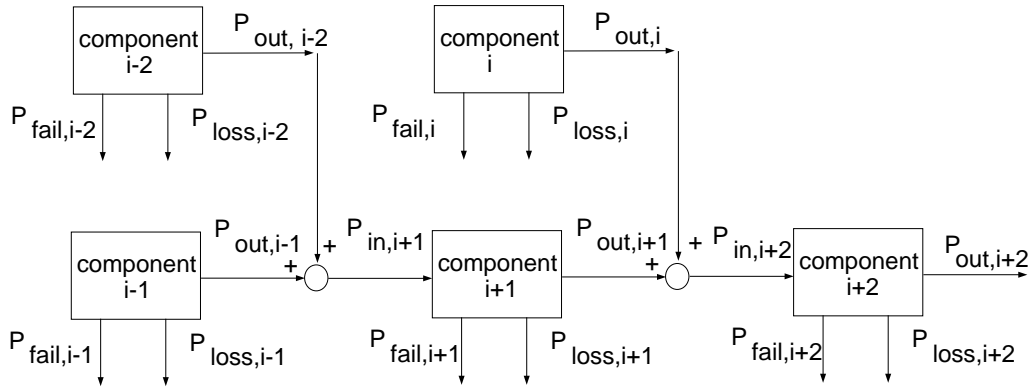 component
i-2
P out, i-2
P fail,i-2
P loss,i-2
component
i
P out,i
P fail,i
P loss,i
component
i-1
P out,i-1
+
+
P in,i+1
P fail,i-1
P loss,i-1
component
i+1
P out,i+1
+
+
P in,i+2
P fail,i+1
P loss,i+1
component
i+2
P out,i+2
P fail,i+2
P loss,i+2